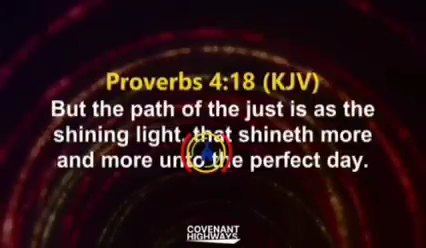 Proverbs 4:18 (KJV)
But the path of the just is as the
shining light, that shineth more
and more unto the perfect day.
COVENANT
HIGHWAYS